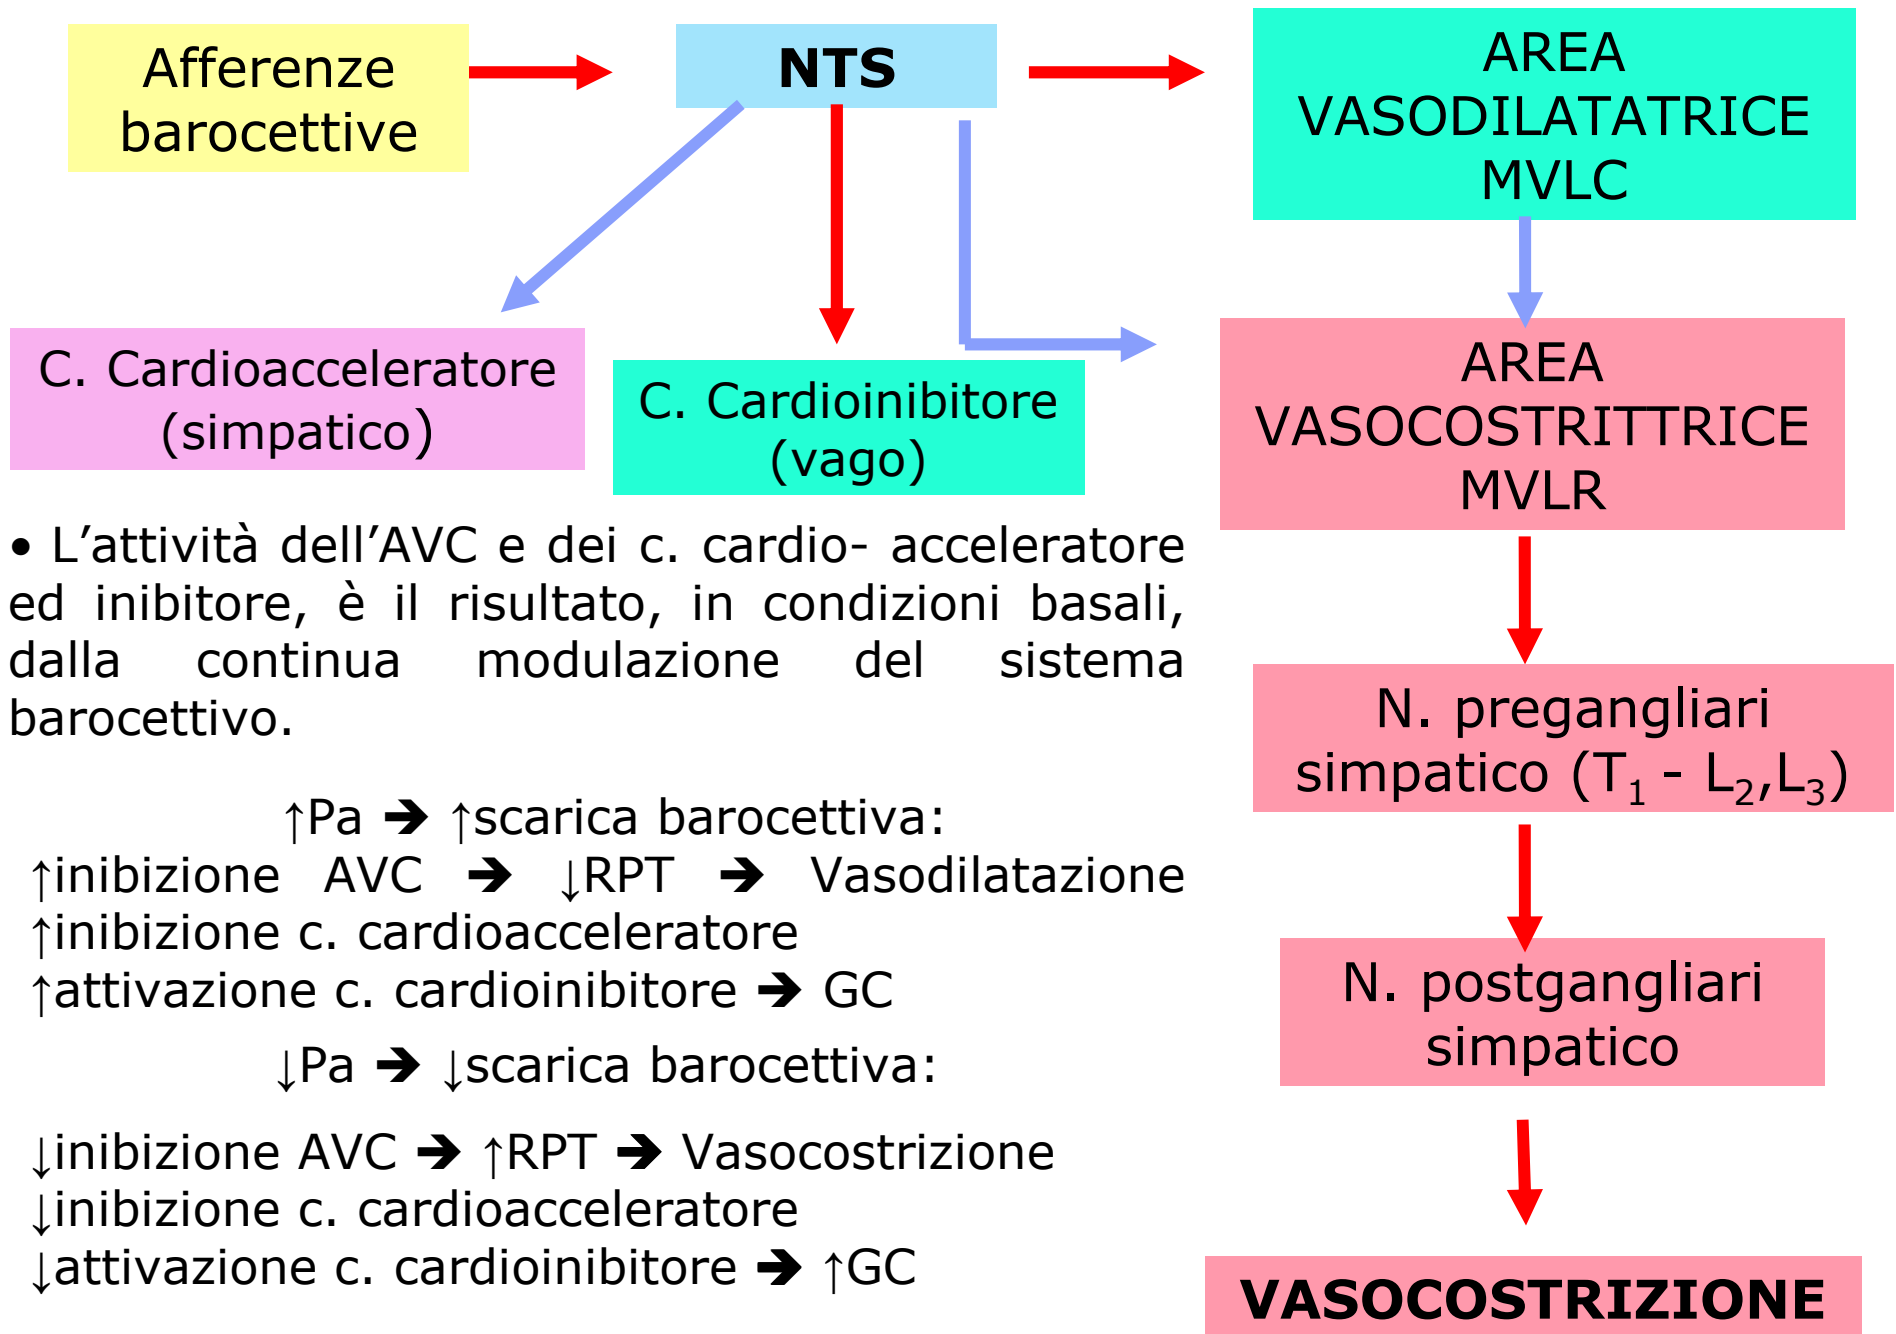 Afferenze
barocettive
NTS
AREA
VASODILATATRICE
MVLC
C. Cardioacceleratore
(simpatico)
C. Cardioinibitore
(vago)
AREA
VASOCOSTRITTRICE
MVLR
• L’attività dell’AVC e dei c. cardio- acceleratore
ed inibitore, è il risultato, in condizioni basali,
dalla continua modulazione del sistema
barocettivo.
↑Pa ➔ ↑scarica barocettiva:
↑inibizione AVC ➔ ↓RPT ➔ Vasodilatazione
↑inibizione c. cardioacceleratore
↑attivazione c. cardioinibitore ➔ GC
↓Pa ➔ ↓scarica barocettiva:
↓inibizione AVC ➔ ↑RPT ➔ Vasocostrizione
↓inibizione c. cardioacceleratore
↓attivazione c. cardioinibitore ➔ ↑GC
N. pregangliari
simpatico (T₁ - L₂,L₃)
N. postgangliari
simpatico
VASOCOSTRIZIONE